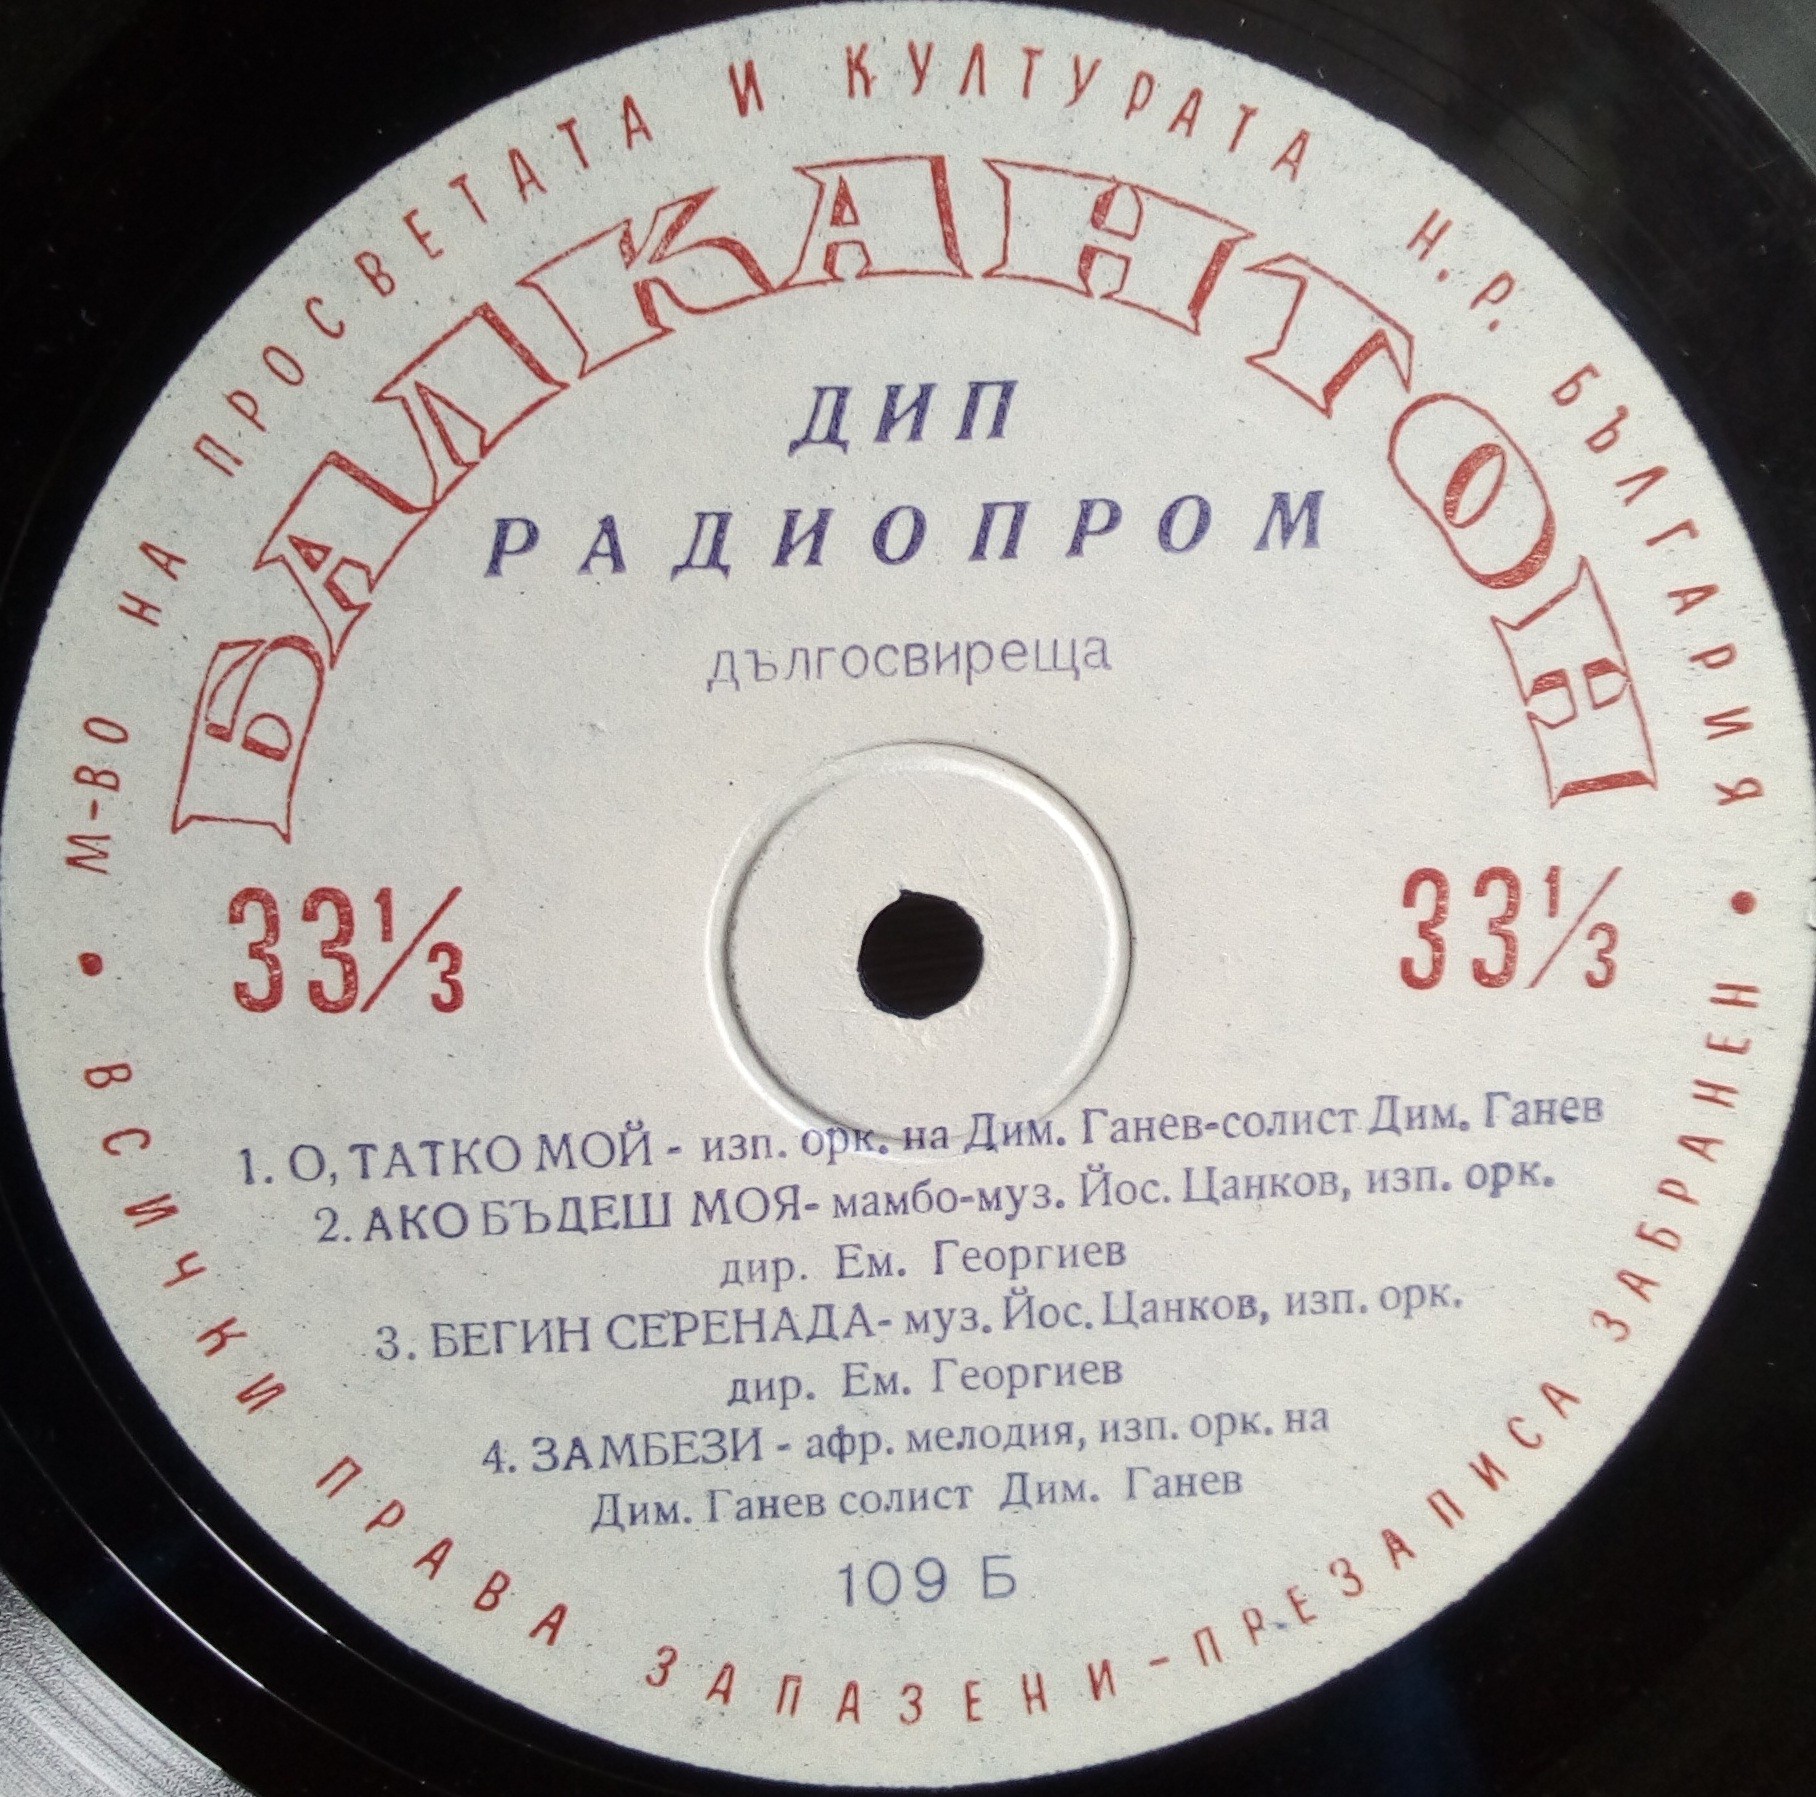 М-ВО НА ПРОСВЕТАТА И КУЛТУРАТА Н.Р. БЪЛГАРИЯ
БАЛКАНТОН
ДИП
РАДИОПРОМ
дългосвиреща
33⅓ 33⅓
1. О, ТАТКО МОЙ - изп. орк. на Дим. Ганев-солист Дим. Ганев
2. АКО БЪДЕШ МОЯ- мамбо-муз. Йос. Цанков, изп. орк.
дир. Ем. Георгиев
3. БЕГИН СЕРЕНАДА- муз. Йос. Цанков, изп. орк.
дир. Ем. Георгиев
4. ЗАМБЕЗИ - афр. мелодия, изп. орк. на
Дим. Ганев солист Дим. Ганев
109 Б
• ВСИЧКИ ПРАВА ЗАПАЗЕНИ - ПРЕЗАПИСА ЗАБРАНЕН •